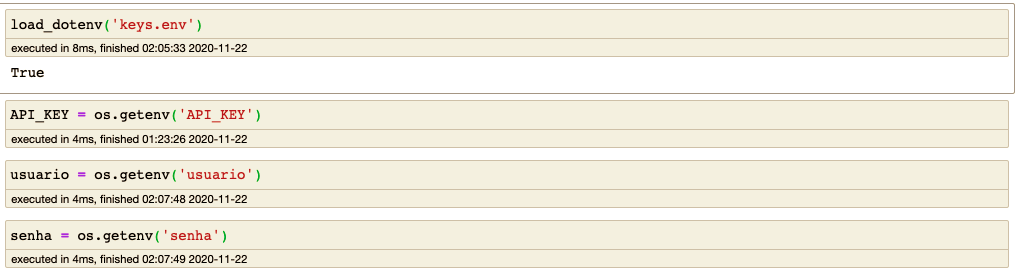 load_dotenv('keys.env')
executed in 8ms, finished 02:05:33 2020-11-22
True
API_KEY = os.getenv('API_KEY')
executed in 4ms, finished 01:23:26 2020-11-22
usuario = os.getenv('usuario')
executed in 4ms, finished 02:07:48 2020-11-22
senha = os.getenv('senha')
executed in 4ms, finished 02:07:49 2020-11-22